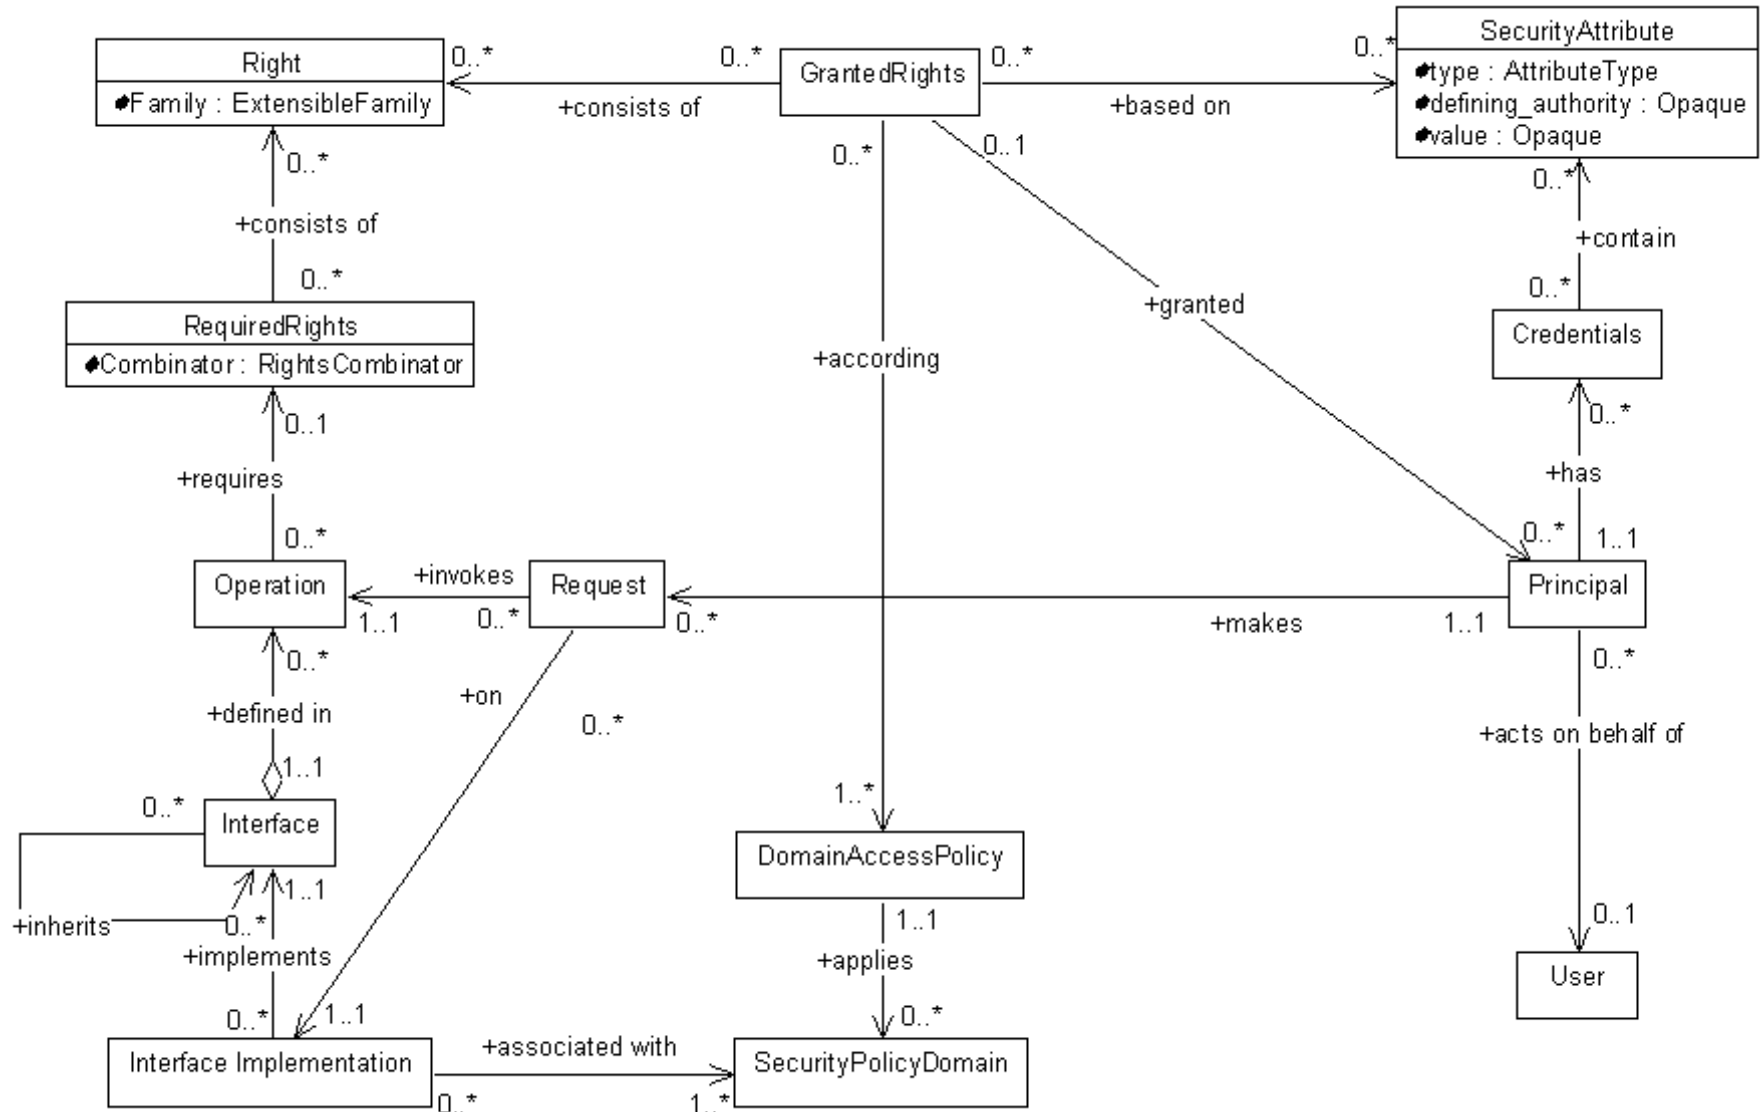 Right
Family : ExtensibleFamily
0..*
0..*
+consists of
GrantedRights
0..*
0..*
+based on
SecurityAttribute
type : AttributeType
defining_authority : Opaque
value : Opaque
0..*
+consists of
0..*
0..*
0..1
+granted
0..*
+contain
0..*
RequiredRights
Combinator : RightsCombinator
Credentials
+according
0..1
+requires
0..*
0..*
+has
0..*
1..1
Operation
+invokes
1..1
0..*
Request
0..*
+makes
1..1
Principal
0..*
+defined in
1..1
+on
0..*
0..*
+acts on behalf of
0..1
0..*
Interface
1..1
+inherits
0..*
+implements
0..*
1..1
1..*
DomainAccessPolicy
1..1
+applies
0..*
User
Interface Implementation
+associated with
0..*
1..*
SecurityPolicyDomain